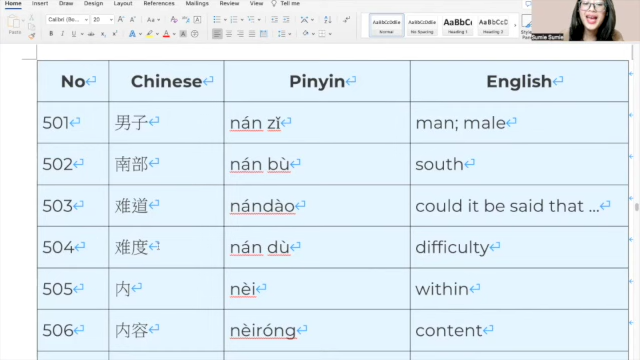 Home Insert Draw Design Layout References Mailings Review View
Calibri (Bo... 20
Paste
AaBbCcDdEe AaBbCcDdEe AaBbCc AaBbCcD
Normal No Spacing Heading 1 Heading 2
Sumie Sumie
No Chinese Pinyin English
501 男子 nán zǐ man; male
502 南部 nán bù south
503 难道 nándào could it be said that ...
504 难度 nán dù difficulty
505 内 nèi within
506 内容 nèiróng content